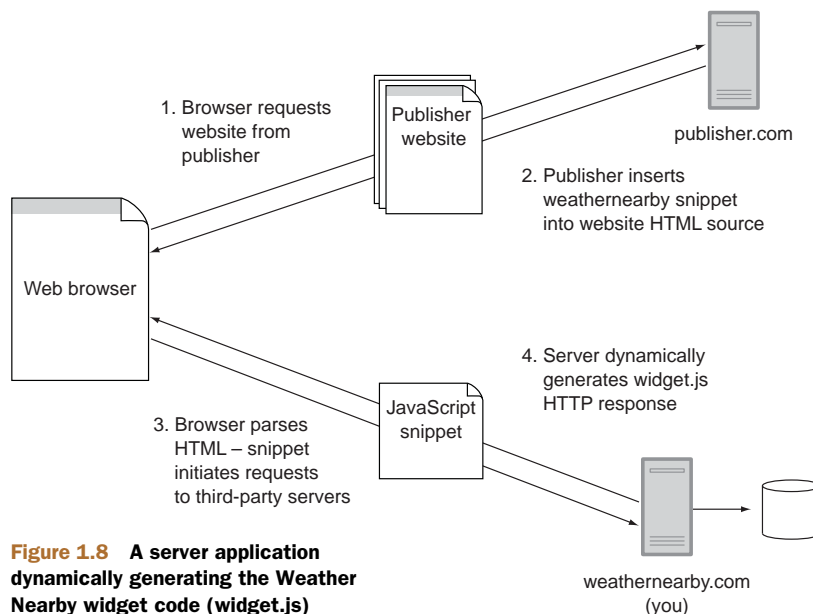 1. Browser requests
website from
publisher
Publisher
website
publisher.com
2. Publisher inserts
weathernearby snippet
into website HTML source
Web browser
4. Server dynamically
generates widget.js
HTTP response
JavaScript
snippet
3. Browser parses
HTML – snippet
initiates requests
to third-party servers
Figure 1.8 A server application
dynamically generating the Weather
Nearby widget code (widget.js)
weathernearby.com
(you)